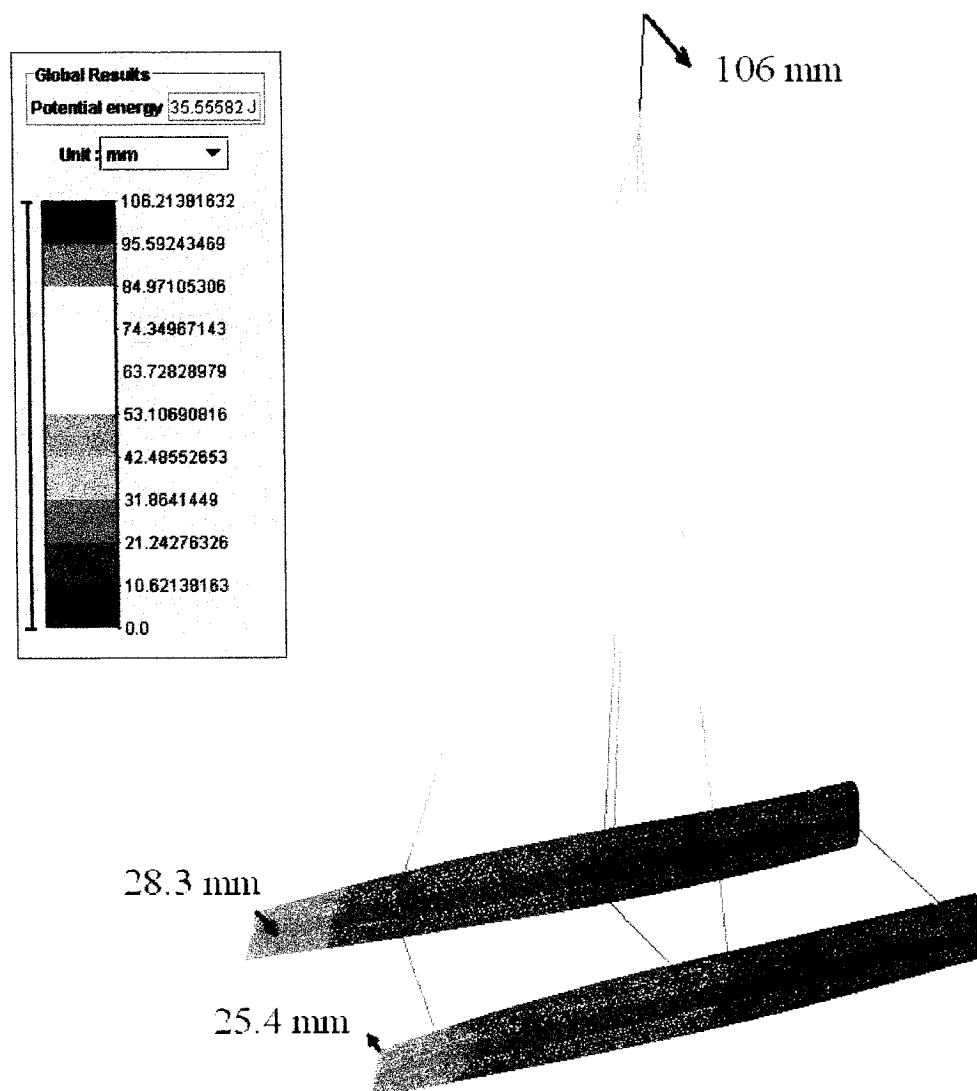 Global Results
Potential energy 35.55582 J
Unit : mm
106.21391632
95.59243469
84.97105306
74.34967143
63.72828979
53.10690816
42.48552653
31.8641449
21.24276326
10.62138163
0.0
106 mm
28.3 mm
25.4 mm